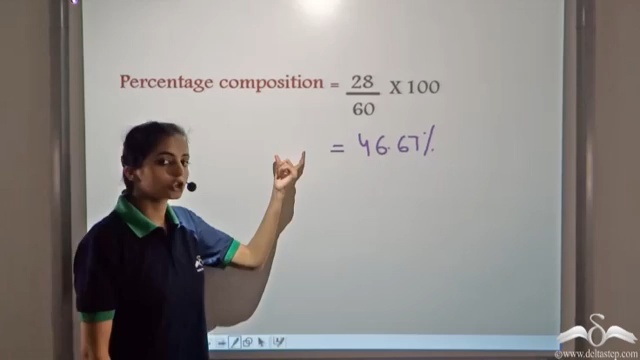 Percentage composition = 28/60 X 100
= 46.67%
©www.deltastep.com